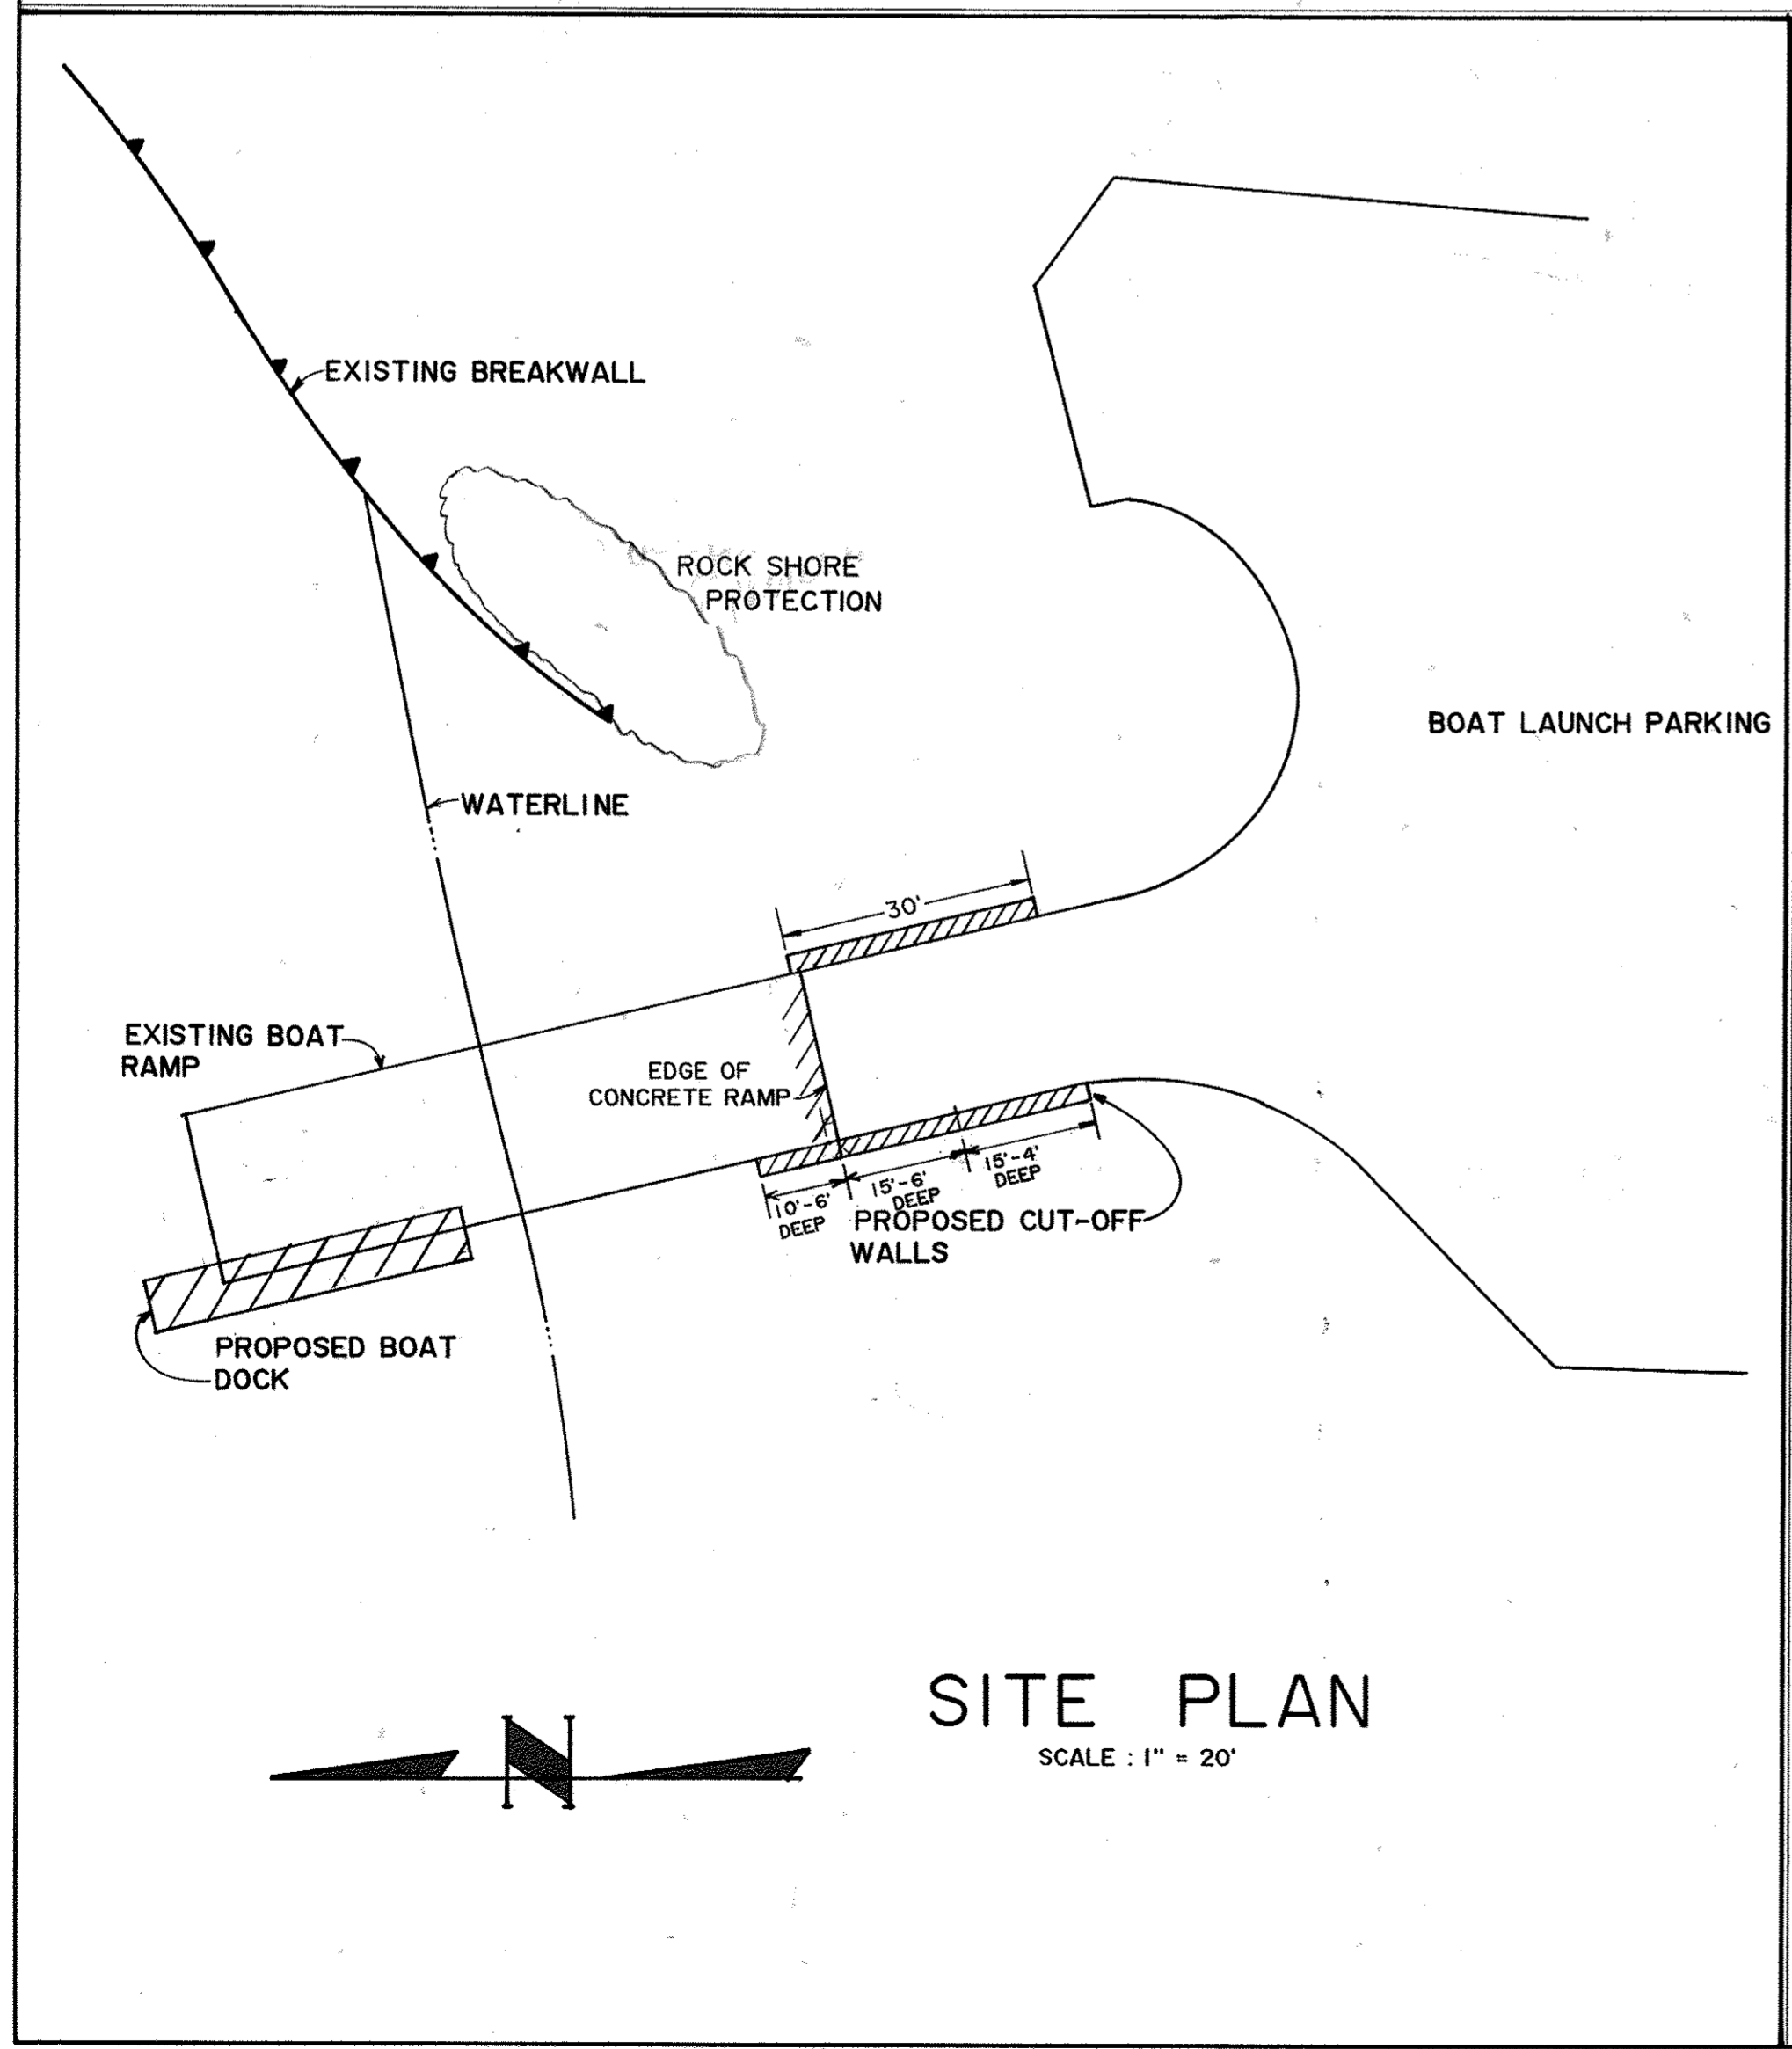 EXISTING BREAKWALL
ROCK SHORE
PROTECTION
BOAT LAUNCH PARKING
WATERLINE
30'
EXISTING BOAT
RAMP
EDGE OF
CONCRETE RAMP
10'-6'
DEEP
15'-6'
DEEP
15'-4'
DEEP
PROPOSED CUT-OFF
WALLS
PROPOSED BOAT
DOCK
SITE PLAN
SCALE : 1" = 20'
N